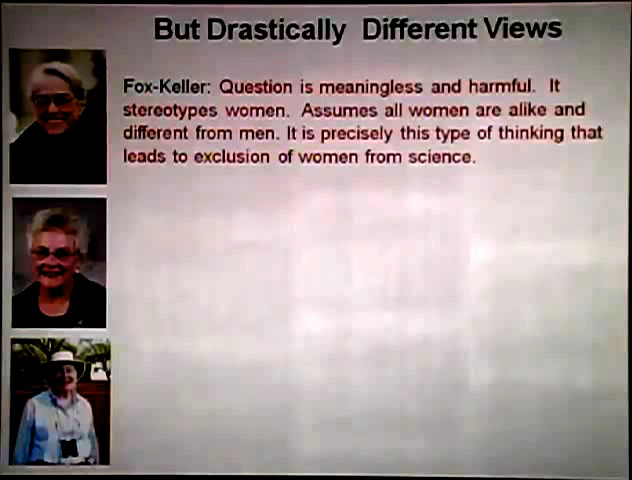 But Drastically Different Views
Fox-Keller: Question is meaningless and harmful. It
stereotypes women. Assumes all women are alike and
different from men. It is precisely this type of thinking that
leads to exclusion of women from science.